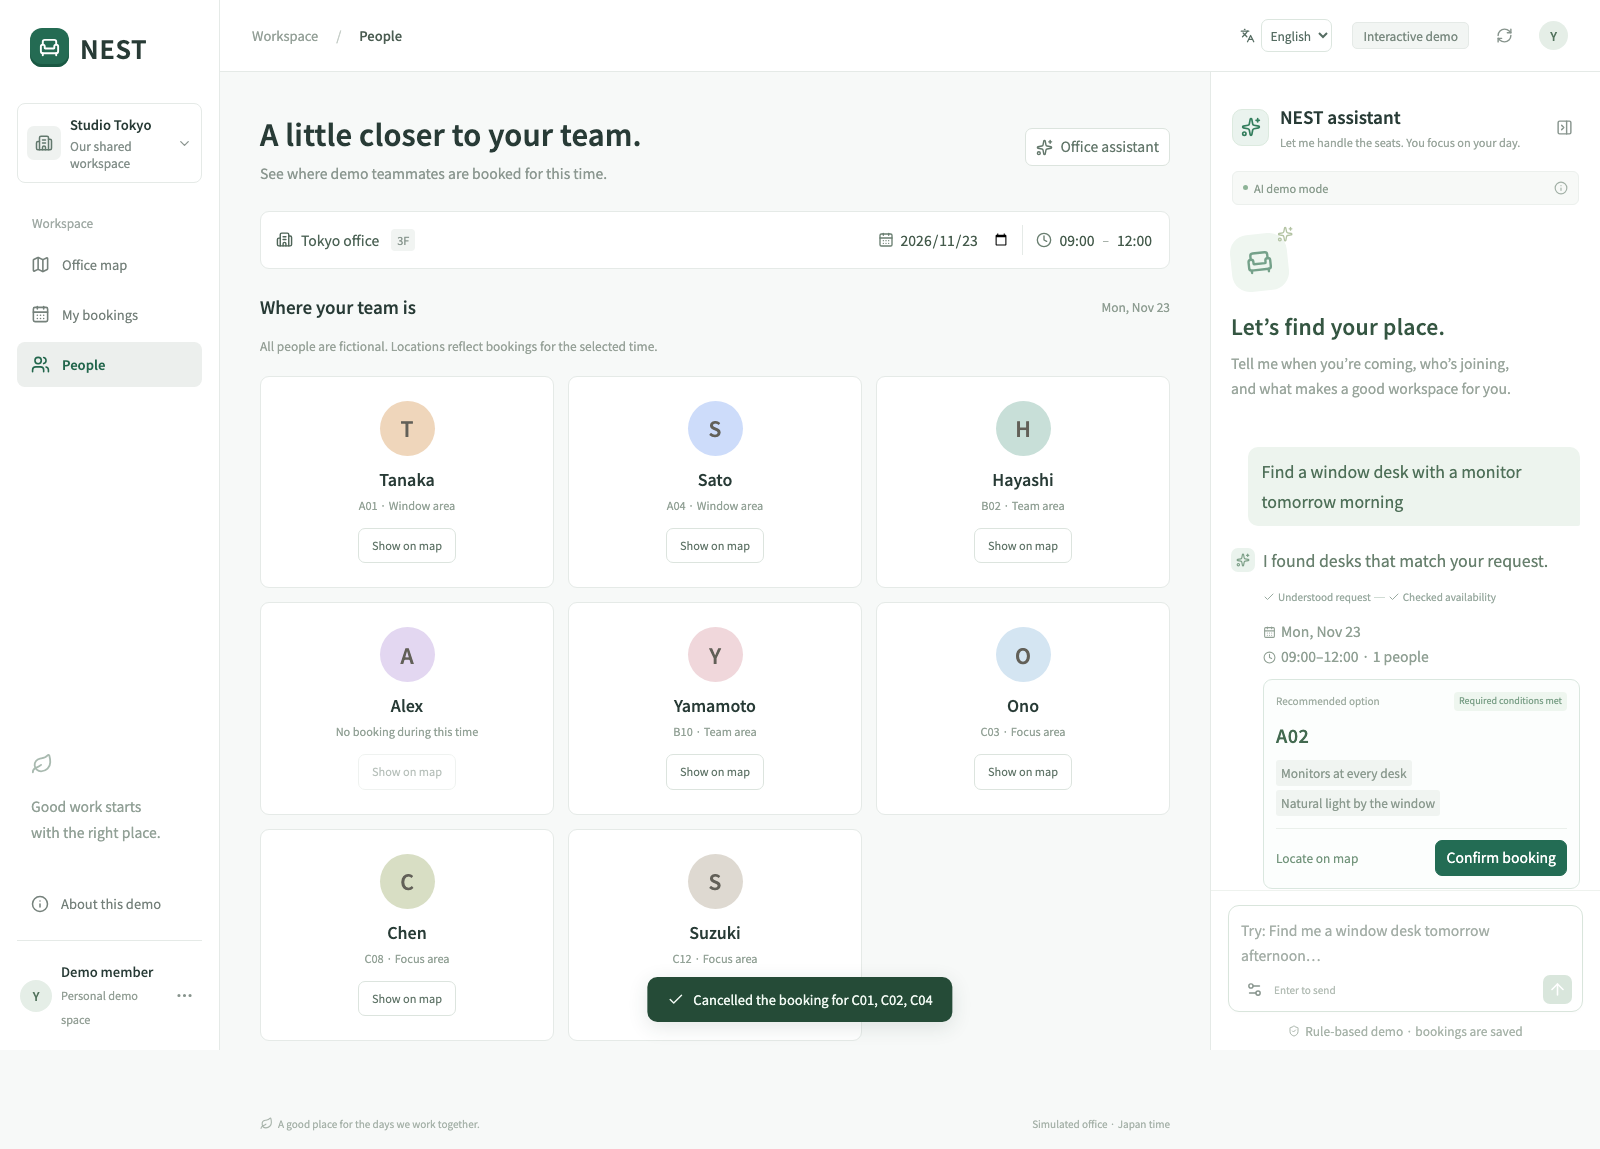 NEST
Studio Tokyo
Our shared
workspace
Workspace
Office map
My bookings
People
Good work starts
with the right place.
About this demo
Y
Demo member
Personal demo
space
Workspace / People
English
Interactive demo
Y
A little closer to your team.
See where demo teammates are booked for this time.
Office assistant
Tokyo office 3F
2026/11/23
09:00 – 12:00
Where your team is
Mon, Nov 23
All people are fictional. Locations reflect bookings for the selected time.
T
Tanaka
A01 · Window area
Show on map
S
Sato
A04 · Window area
Show on map
H
Hayashi
B02 · Team area
Show on map
A
Alex
No booking during this time
Show on map
Y
Yamamoto
B10 · Team area
Show on map
O
Ono
C03 · Focus area
Show on map
C
Chen
C08 · Focus area
Show on map
S
Suzuki
C12 · Focus area
Cancelled the booking for C01, C02, C04
A good place for the days we work together.
Simulated office · Japan time
NEST assistant
Let me handle the seats. You focus on your day.
AI demo mode
Let’s find your place.
Tell me when you’re coming, who’s joining,
and what makes a good workspace for you.
Find a window desk with a monitor
tomorrow morning
I found desks that match your request.
Understood request — Checked availability
Mon, Nov 23
09:00–12:00 · 1 people
Recommended option
Required conditions met
A02
Monitors at every desk
Natural light by the window
Locate on map
Confirm booking
Try: Find me a window desk tomorrow
afternoon…
Enter to send
Rule-based demo · bookings are saved